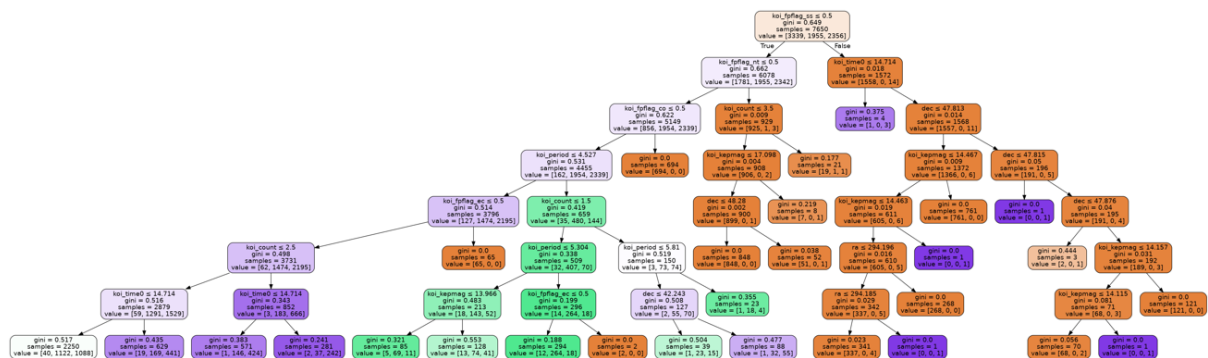 koi_fpflag_ss ≤ 0.5
gini = 0.649
samples = 7650
value = [3339, 1955, 2356]
True
False
koi_fpflag_nt ≤ 0.5
gini = 0.662
samples = 6078
value = [1781, 1955, 2342]
koi_time0 ≤ 14.714
gini = 0.018
samples = 1572
value = [1558, 0, 14]
koi_fpflag_co ≤ 0.5
gini = 0.622
samples = 5149
value = [856, 1954, 2339]
koi_count ≤ 3.5
gini = 0.009
samples = 929
value = [925, 1, 3]
gini = 0.375
samples = 4
value = [1, 0, 3]
dec ≤ 47.813
gini = 0.014
samples = 1568
value = [1557, 0, 11]
koi_period ≤ 4.527
gini = 0.531
samples = 4455
value = [162, 1954, 2339]
gini = 0.0
samples = 694
value = [694, 0, 0]
koi_kepmag ≤ 17.098
gini = 0.004
samples = 908
value = [906, 0, 2]
gini = 0.177
samples = 21
value = [19, 1, 1]
koi_kepmag ≤ 14.467
gini = 0.009
samples = 1372
value = [1366, 0, 6]
dec ≤ 47.815
gini = 0.05
samples = 196
value = [191, 0, 5]
koi_fpflag_ec ≤ 0.5
gini = 0.514
samples = 3796
value = [127, 1474, 2195]
koi_count ≤ 1.5
gini = 0.419
samples = 659
value = [35, 480, 144]
dec ≤ 48.28
gini = 0.002
samples = 900
value = [899, 0, 1]
gini = 0.219
samples = 8
value = [7, 0, 1]
koi_kepmag ≤ 14.463
gini = 0.019
samples = 611
value = [605, 0, 6]
gini = 0.0
samples = 761
value = [761, 0, 0]
gini = 0.0
samples = 1
value = [0, 0, 1]
dec ≤ 47.876
gini = 0.04
samples = 195
value = [191, 0, 4]
koi_count ≤ 2.5
gini = 0.498
samples = 3731
value = [62, 1474, 2195]
gini = 0.0
samples = 65
value = [65, 0, 0]
koi_period ≤ 5.304
gini = 0.338
samples = 509
value = [32, 407, 70]
koi_period ≤ 5.81
gini = 0.519
samples = 150
value = [3, 73, 74]
gini = 0.0
samples = 848
value = [848, 0, 0]
gini = 0.038
samples = 52
value = [51, 0, 1]
ra ≤ 294.196
gini = 0.016
samples = 610
value = [605, 0, 5]
gini = 0.0
samples = 1
value = [0, 0, 1]
gini = 0.444
samples = 3
value = [2, 0, 1]
koi_kepmag ≤ 14.157
gini = 0.031
samples = 192
value = [189, 0, 3]
koi_time0 ≤ 14.714
gini = 0.516
samples = 2879
value = [59, 1291, 1529]
koi_time0 ≤ 14.714
gini = 0.343
samples = 852
value = [3, 183, 666]
koi_kepmag ≤ 13.966
gini = 0.483
samples = 213
value = [18, 143, 52]
koi_fpflag_ec ≤ 0.5
gini = 0.199
samples = 296
value = [14, 264, 18]
dec ≤ 42.243
gini = 0.508
samples = 127
value = [2, 55, 70]
gini = 0.355
samples = 23
value = [1, 18, 4]
ra ≤ 294.185
gini = 0.029
samples = 342
value = [337, 0, 5]
gini = 0.0
samples = 268
value = [268, 0, 0]
koi_kepmag ≤ 14.115
gini = 0.081
samples = 71
value = [68, 0, 3]
gini = 0.0
samples = 121
value = [121, 0, 0]
gini = 0.517
samples = 2250
value = [40, 1122, 1088]
gini = 0.435
samples = 629
value = [19, 169, 441]
gini = 0.383
samples = 571
value = [1, 146, 424]
gini = 0.241
samples = 281
value = [2, 37, 242]
gini = 0.321
samples = 85
value = [5, 69, 11]
gini = 0.553
samples = 128
value = [13, 74, 41]
gini = 0.188
samples = 294
value = [12, 264, 18]
gini = 0.0
samples = 2
value = [2, 0, 0]
gini = 0.504
samples = 39
value = [1, 23, 15]
gini = 0.477
samples = 88
value = [1, 32, 55]
gini = 0.023
samples = 341
value = [337, 0, 4]
gini = 0.0
samples = 1
value = [0, 0, 1]
gini = 0.056
samples = 70
value = [68, 0, 2]
gini = 0.0
samples = 1
value = [0, 0, 1]